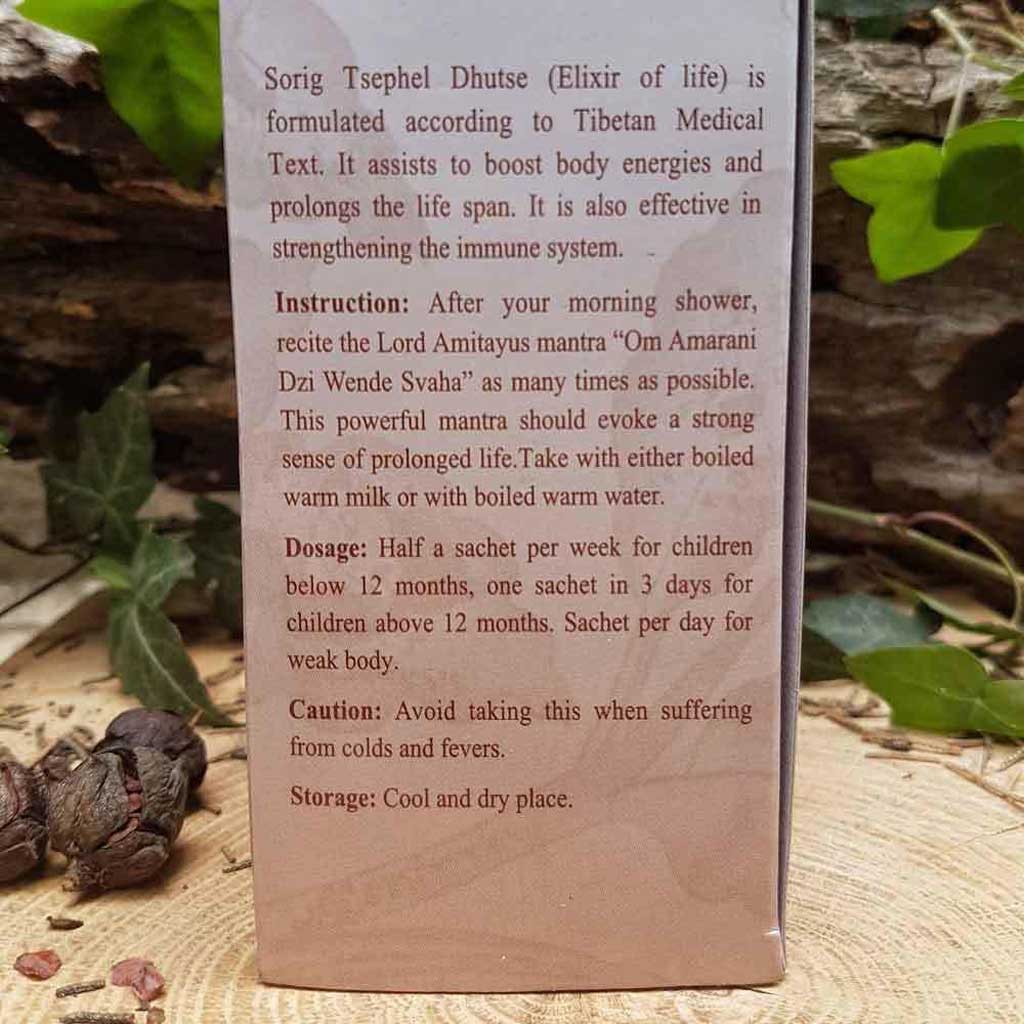 Sorig Tsephel Dhutse (Elixir of life) is
formulated according to Tibetan Medical
Text. It assists to boost body energies and
prolongs the life span. It is also effective in
strengthening the immune system.
Instruction: After your morning shower,
recite the Lord Amitayus mantra “Om Amarani
Dzi Wende Svaha” as many times as possible.
This powerful mantra should evoke a strong
sense of prolonged life.Take with either boiled
warm milk or with boiled warm water.
Dosage: Half a sachet per week for children
below 12 months, one sachet in 3 days for
children above 12 months. Sachet per day for
weak body.
Caution: Avoid taking this when suffering
from colds and fevers.
Storage: Cool and dry place.